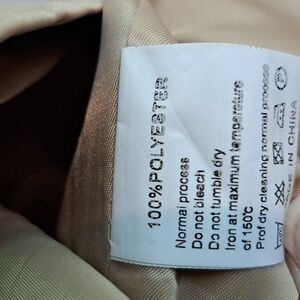 100%POLYESTER
Normal process
Do not bleach
Do not tumble dry
Iron at maximum temperature
of 150c
Prof dry cleaning normal process
P
MADE IN CHINA